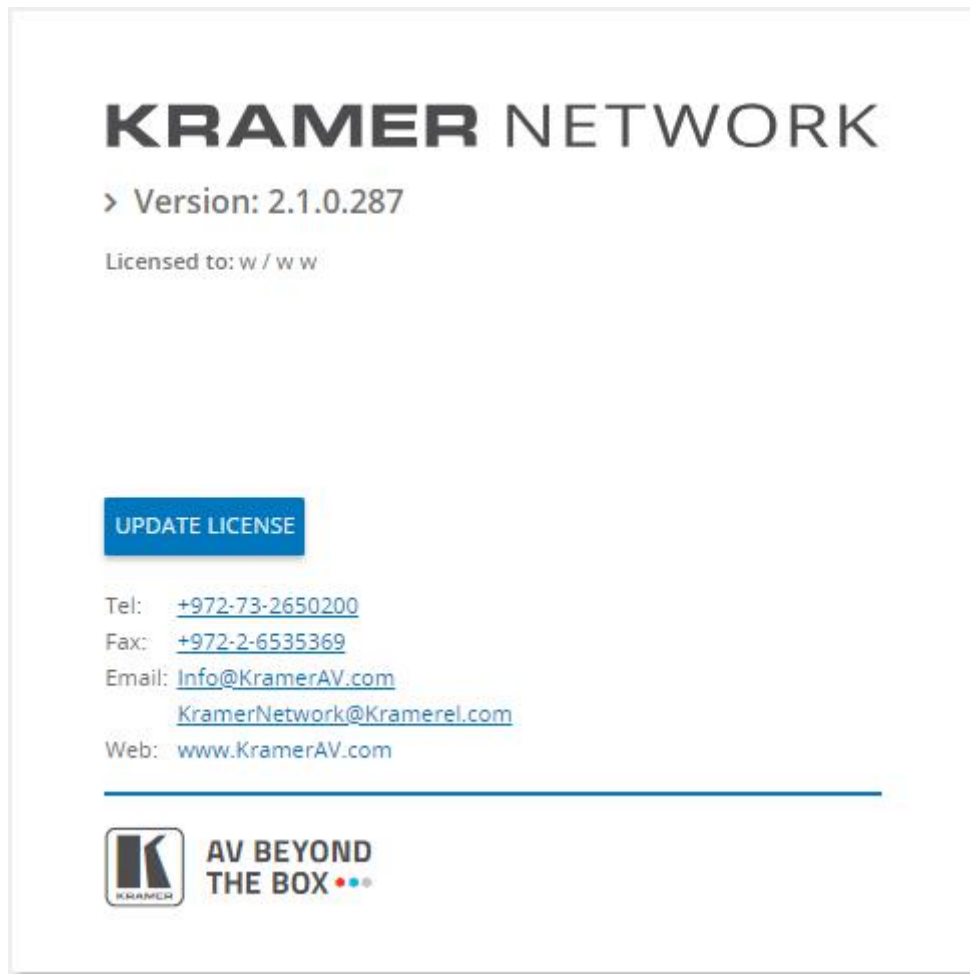 KRAMER NETWORK
> Version: 2.1.0.287
Licensed to: w / w w
UPDATE LICENSE
Tel: +972-73-2650200
Fax: +972-2-6535369
Email: Info@KramerAV.com
KramerNetwork@Kramerel.com
Web: www.KramerAV.com
K
KRAMER
AV BEYOND
THE BOX